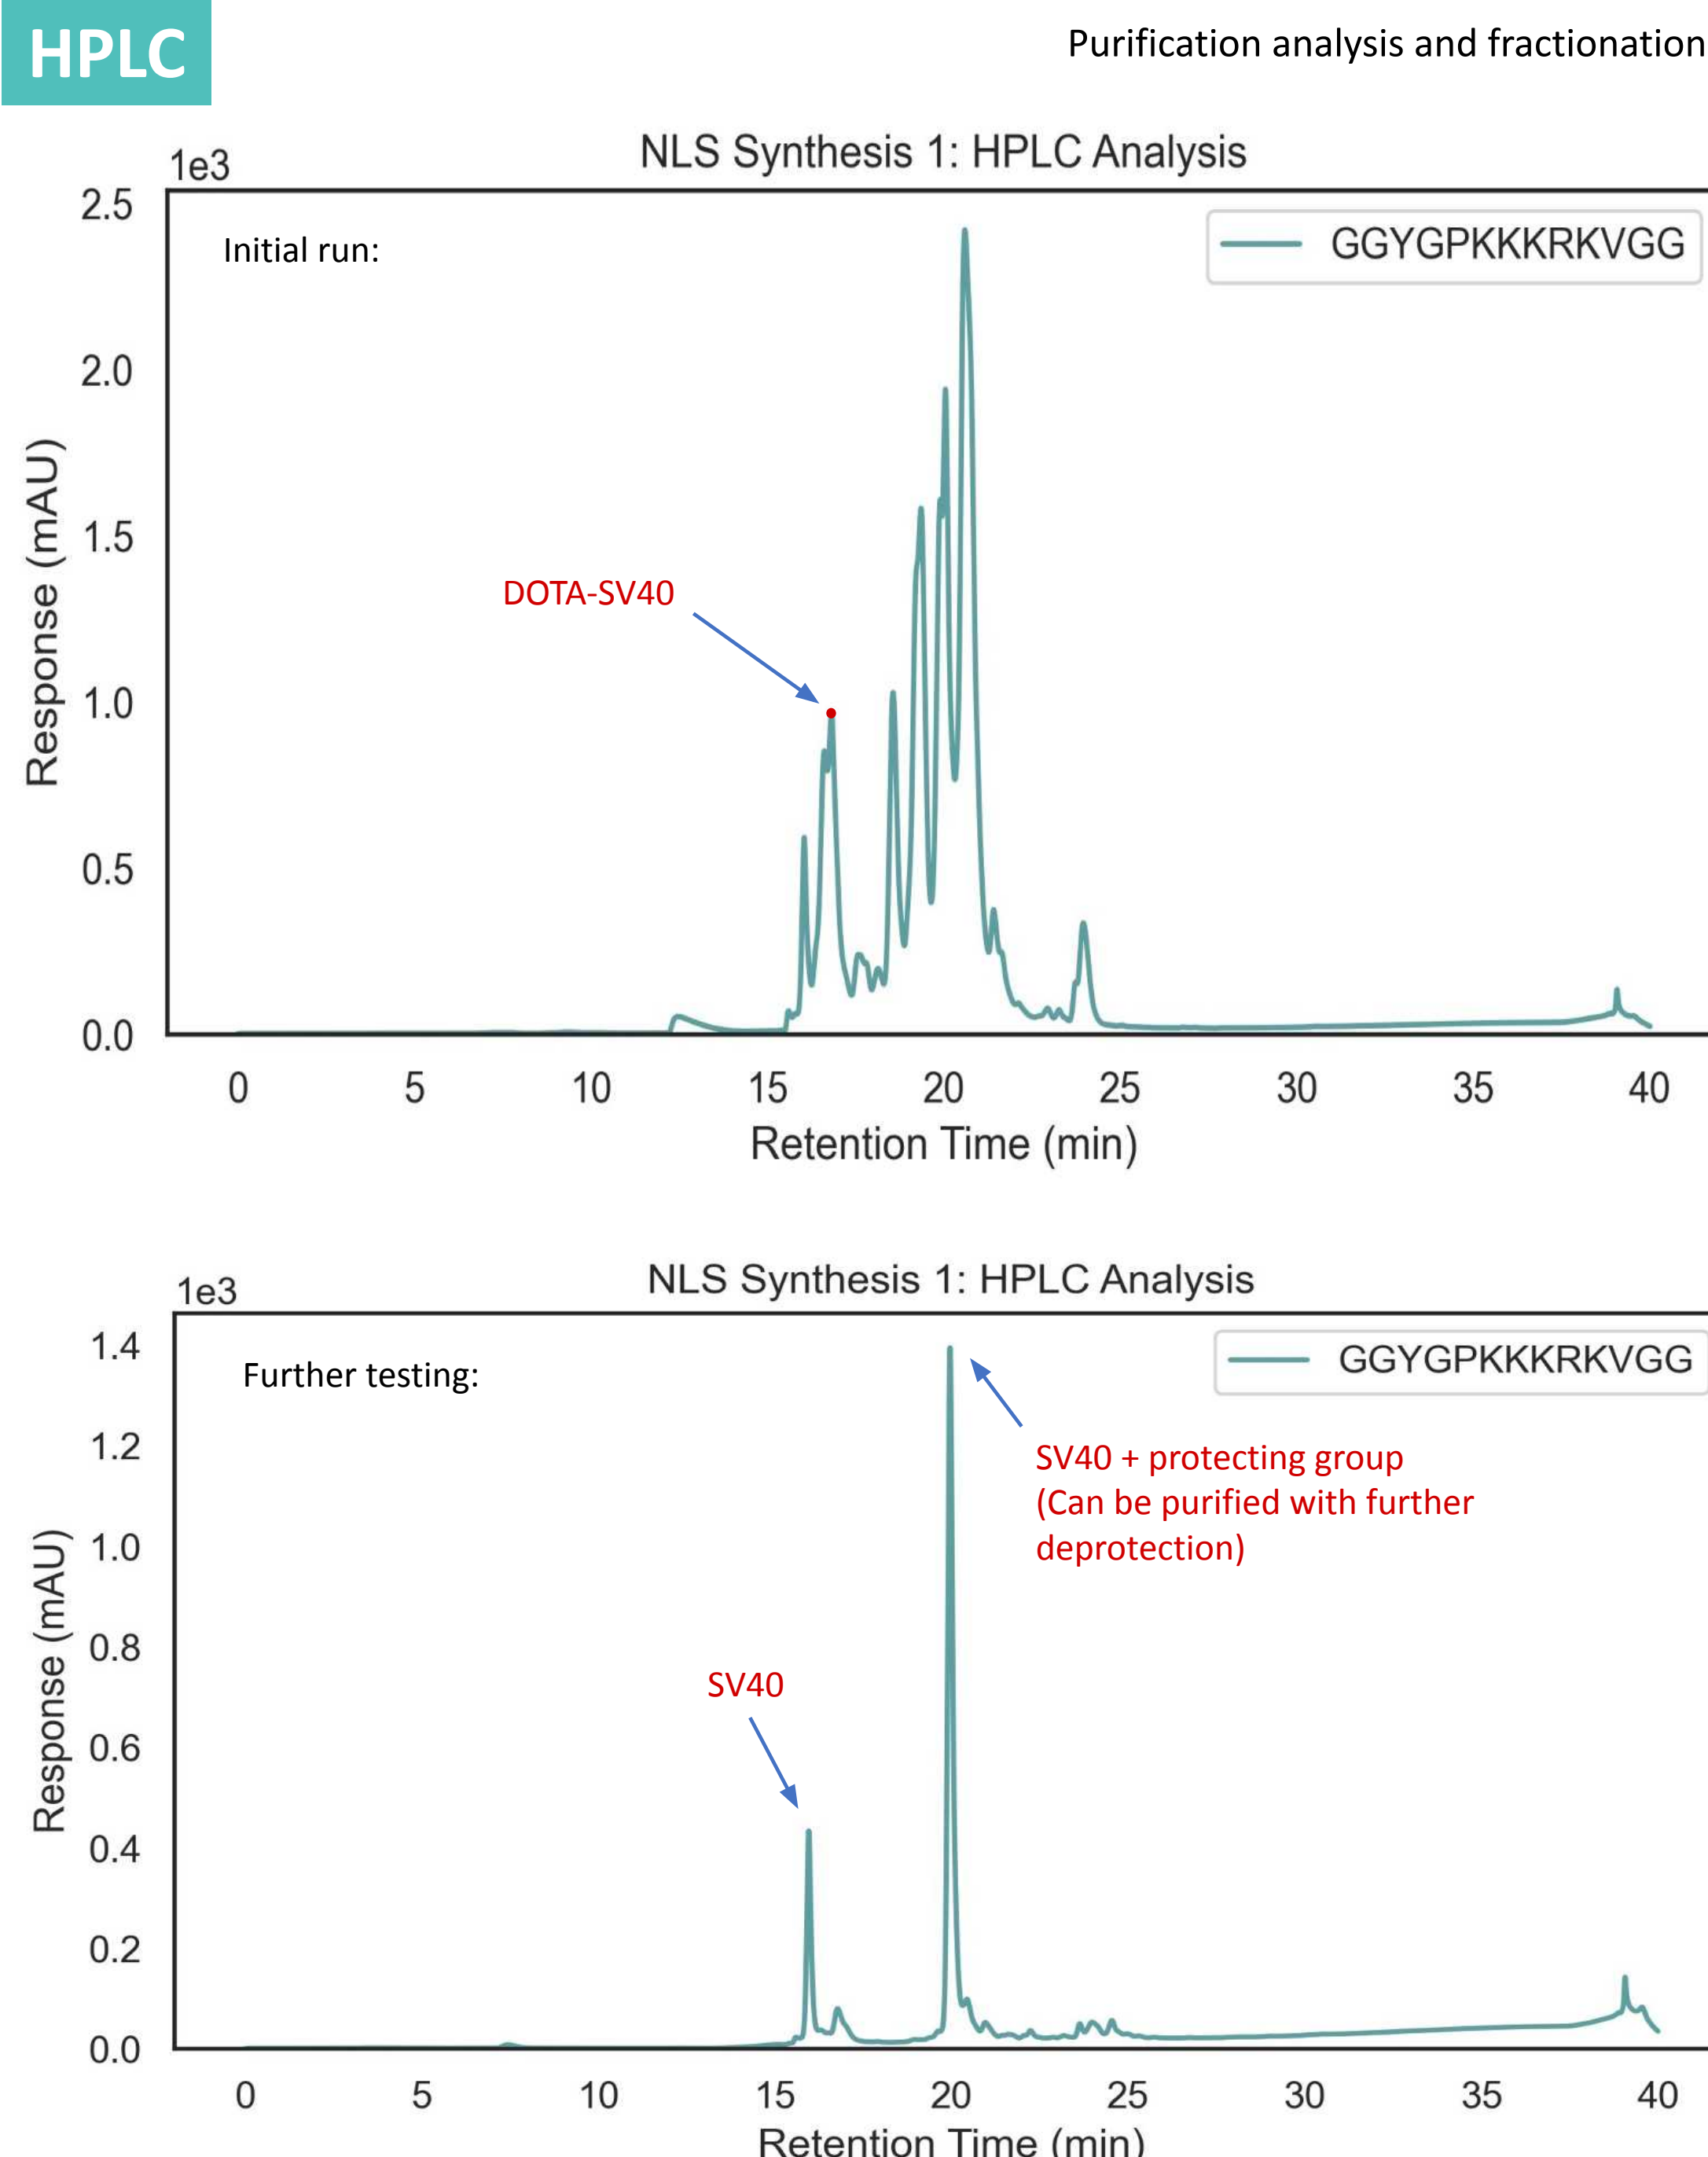 HPLC
Purification analysis and fractionation
NLS Synthesis 1: HPLC Analysis
1e3
2.5
2.0
1.5
1.0
0.5
0.0
Response (mAU)
Initial run:
GGYGPKKKRKVGG
DOTA-SV40
0 5 10 15 20 25 30 35 40
Retention Time (min)
NLS Synthesis 1: HPLC Analysis
1e3
1.4
1.2
1.0
0.8
0.6
0.4
0.2
0.0
Response (mAU)
Further testing:
GGYGPKKKRKVGG
SV40 + protecting group
(Can be purified with further
deprotection)
SV40
0 5 10 15 20 25 30 35 40
Retention Time (min)